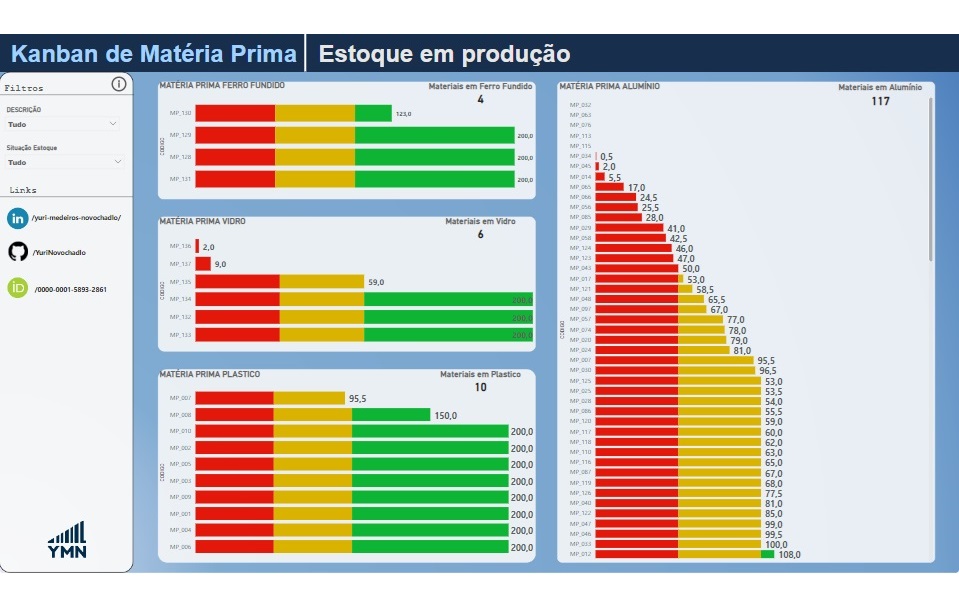 Kanban de Matéria Prima
Estoque em produção
Filtros
DESCRIÇÃO
Tudo
Situação Estoque
Tudo
Links
in /yuri-medeiros-novochadlo/
/YuriNovochadlo
iD /0000-0001-5893-2861
YMN
MATÉRIA PRIMA FERRO FUNDIDO
Materiais em Ferro Fundido
4
CODIGO
MP_130 123,0
MP_129 200,0
MP_128 200,0
MP_131 200,0
MATÉRIA PRIMA VIDRO
Materiais em Vidro
6
CODIGO
MP_136 2,0
MP_137 9,0
MP_135 59,0
MP_134 200,0
MP_132 200,0
MP_133 200,0
MATÉRIA PRIMA PLASTICO
Materiais em Plastico
10
CODIGO
MP_007 95,5
MP_008 150,0
MP_010 200,0
MP_002 200,0
MP_005 200,0
MP_003 200,0
MP_009 200,0
MP_001 200,0
MP_004 200,0
MP_006 200,0
MATÉRIA PRIMA ALUMÍNIO
Materiais em Alumínio
117
CODIGO
MP_032
MP_063
MP_076
MP_113
MP_115
MP_034 0,5
MP_045 2,0
MP_014 5,5
MP_065 17,0
MP_066 24,5
MP_056 25,5
MP_085 28,0
MP_029 41,0
MP_058 42,5
MP_124 46,0
MP_123 47,0
MP_043 50,0
MP_017 53,0
MP_121 58,5
MP_048 65,5
MP_097 67,0
MP_057 77,0
MP_074 78,0
MP_020 79,0
MP_024 81,0
MP_007 95,5
MP_030 96,5
MP_125 53,0
MP_025 53,5
MP_028 54,0
MP_086 55,5
MP_120 59,0
MP_117 60,0
MP_118 62,0
MP_110 63,0
MP_116 65,0
MP_087 67,0
MP_119 68,0
MP_126 77,5
MP_040 81,0
MP_122 85,0
MP_047 99,0
MP_046 99,5
MP_033 100,0
MP_012 108,0